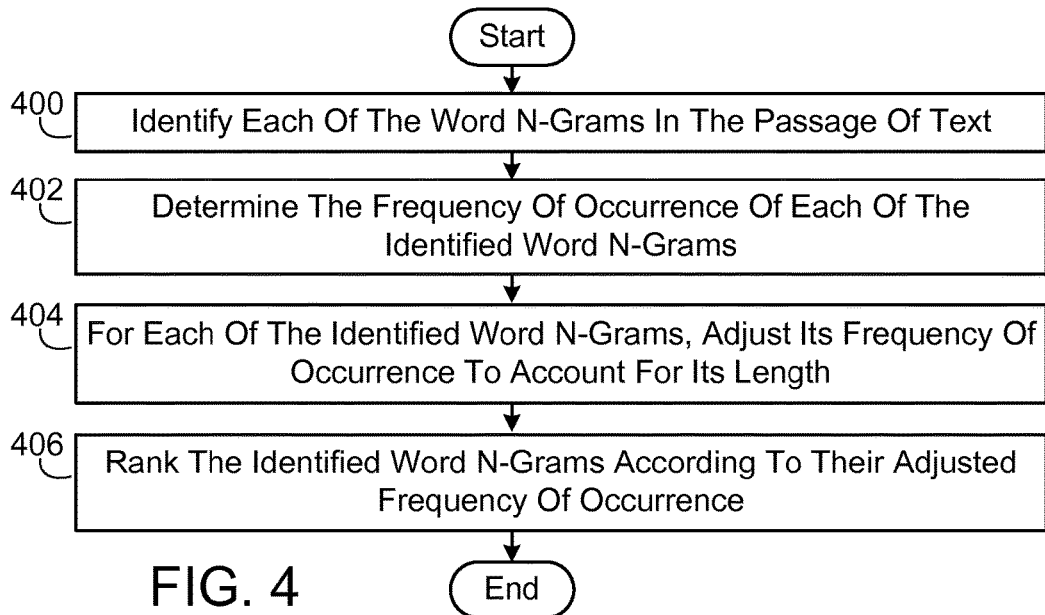 Start
400
Identify Each Of The Word N-Grams In The Passage Of Text
402
Determine The Frequency Of Occurrence Of Each Of The
Identified Word N-Grams
404
For Each Of The Identified Word N-Grams, Adjust Its Frequency Of
Occurrence To Account For Its Length
406
Rank The Identified Word N-Grams According To Their Adjusted
Frequency Of Occurrence
FIG. 4
End